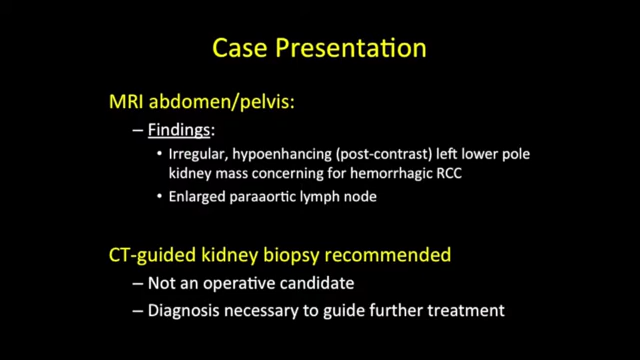 Case Presentation
MRI abdomen/pelvis:
– Findings:
• Irregular, hypoenhancing (post-contrast) left lower pole
kidney mass concerning for hemorrhagic RCC
• Enlarged paraaortic lymph node
CT-guided kidney biopsy recommended
– Not an operative candidate
– Diagnosis necessary to guide further treatment